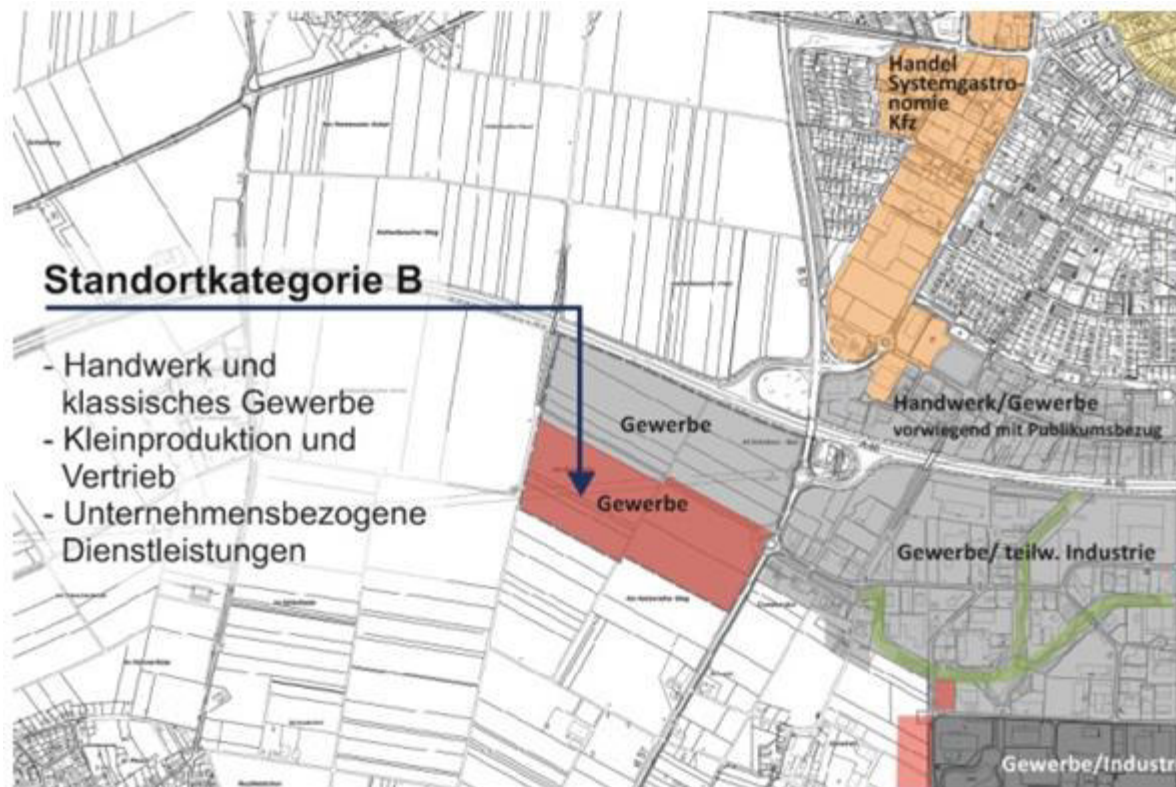 Handel
Systemgastro-
nomie
Kfz
Standortkategorie B
- Handwerk und
klassisches Gewerbe
- Kleinproduktion und
Vertrieb
- Unternehmensbezogene
Dienstleistungen
Gewerbe
Gewerbe
Handwerk/Gewerbe
vorwiegend mit Publikumsbezug
Gewerbe/ teilw. Industrie
Gewerbe/Industr